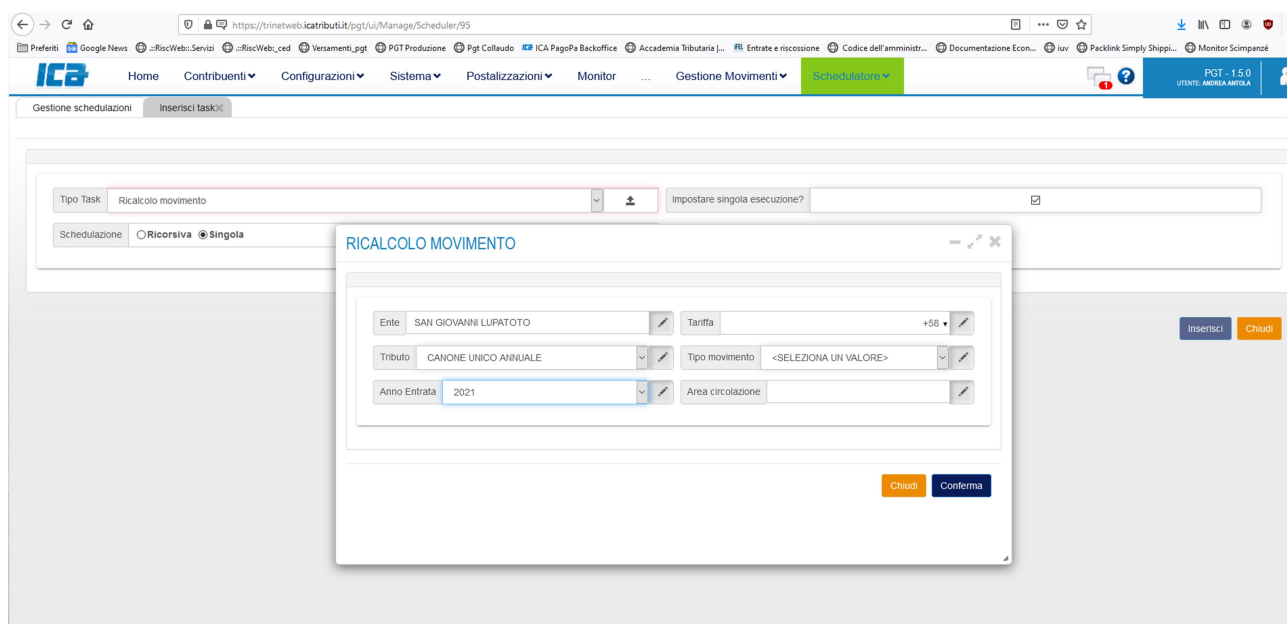 https://trinetweb.icatributi.it/pgt/ui/Manage/Scheduler/95
Preferiti Google News .::RiscWeb::.Servizi .::RiscWeb:_ced Versamenti_pgt PGT Produzione Pgt Collaudo ICA PagoPa Backoffice Accademia Tributaria |... Entrate e riscossione Codice dell'amministr... Documentazione Econ... iuv Packlink Simply Shippi... Monitor Scimpanzé
ICA Home Contribuenti Configurazioni Sistema Postalizzazioni Monitor ... Gestione Movimenti Schedulatore 1 ? PGT - 1.5.0
UTENTE: ANDREA ANTOLA
Gestione schedulazioni Inserisci task
Tipo Task Ricalcolo movimento Impostare singola esecuzione?
Schedulazione Ricorsiva Singola
RICALCOLO MOVIMENTO
Ente SAN GIOVANNI LUPATOTO Tariffa +58
Tributo CANONE UNICO ANNUALE Tipo movimento <SELEZIONA UN VALORE>
Anno Entrata 2021 Area circolazione
Inserisci Chiudi
Chiudi Conferma